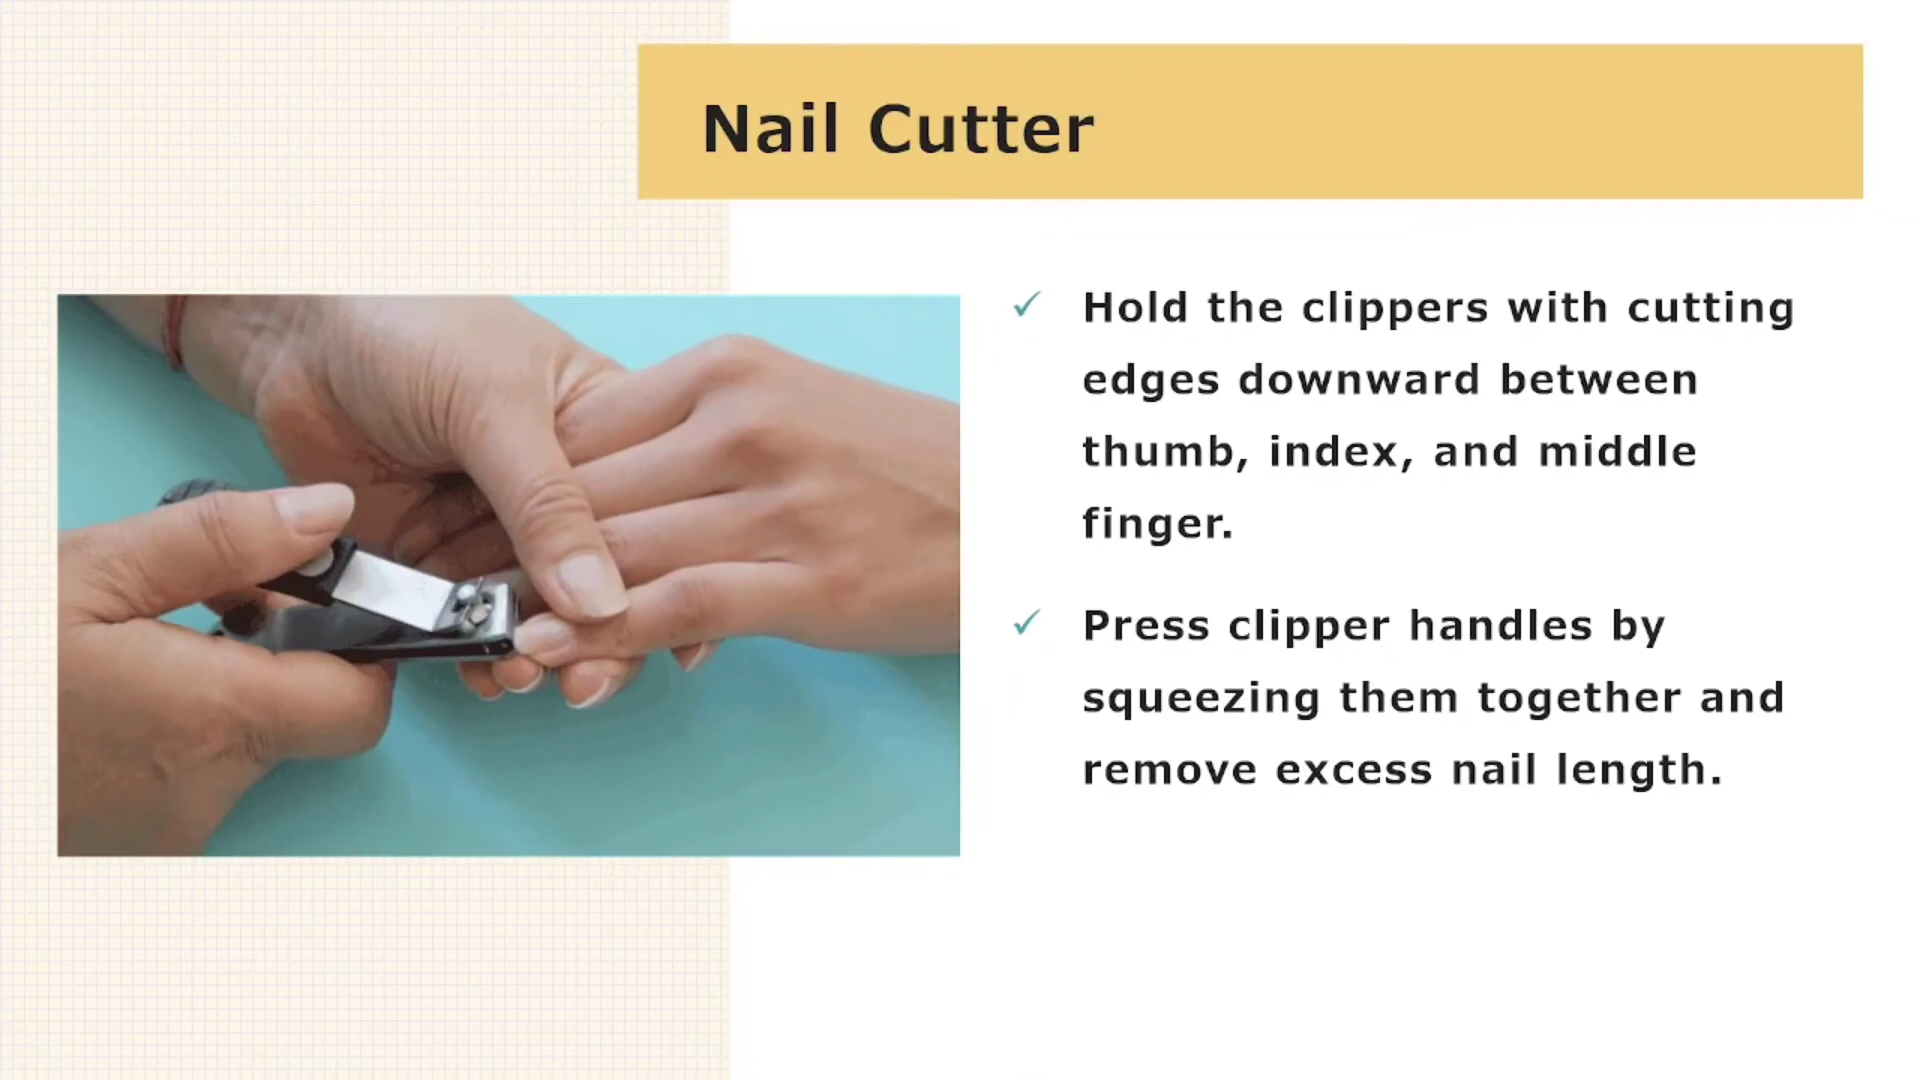 Nail Cutter
✓ Hold the clippers with cutting
edges downward between
thumb, index, and middle
finger.
✓ Press clipper handles by
squeezing them together and
remove excess nail length.